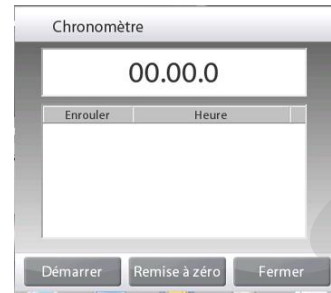 Chronomètre
00.00.0
Enrouler Heure
Démarrer Remise à zéro Fermer